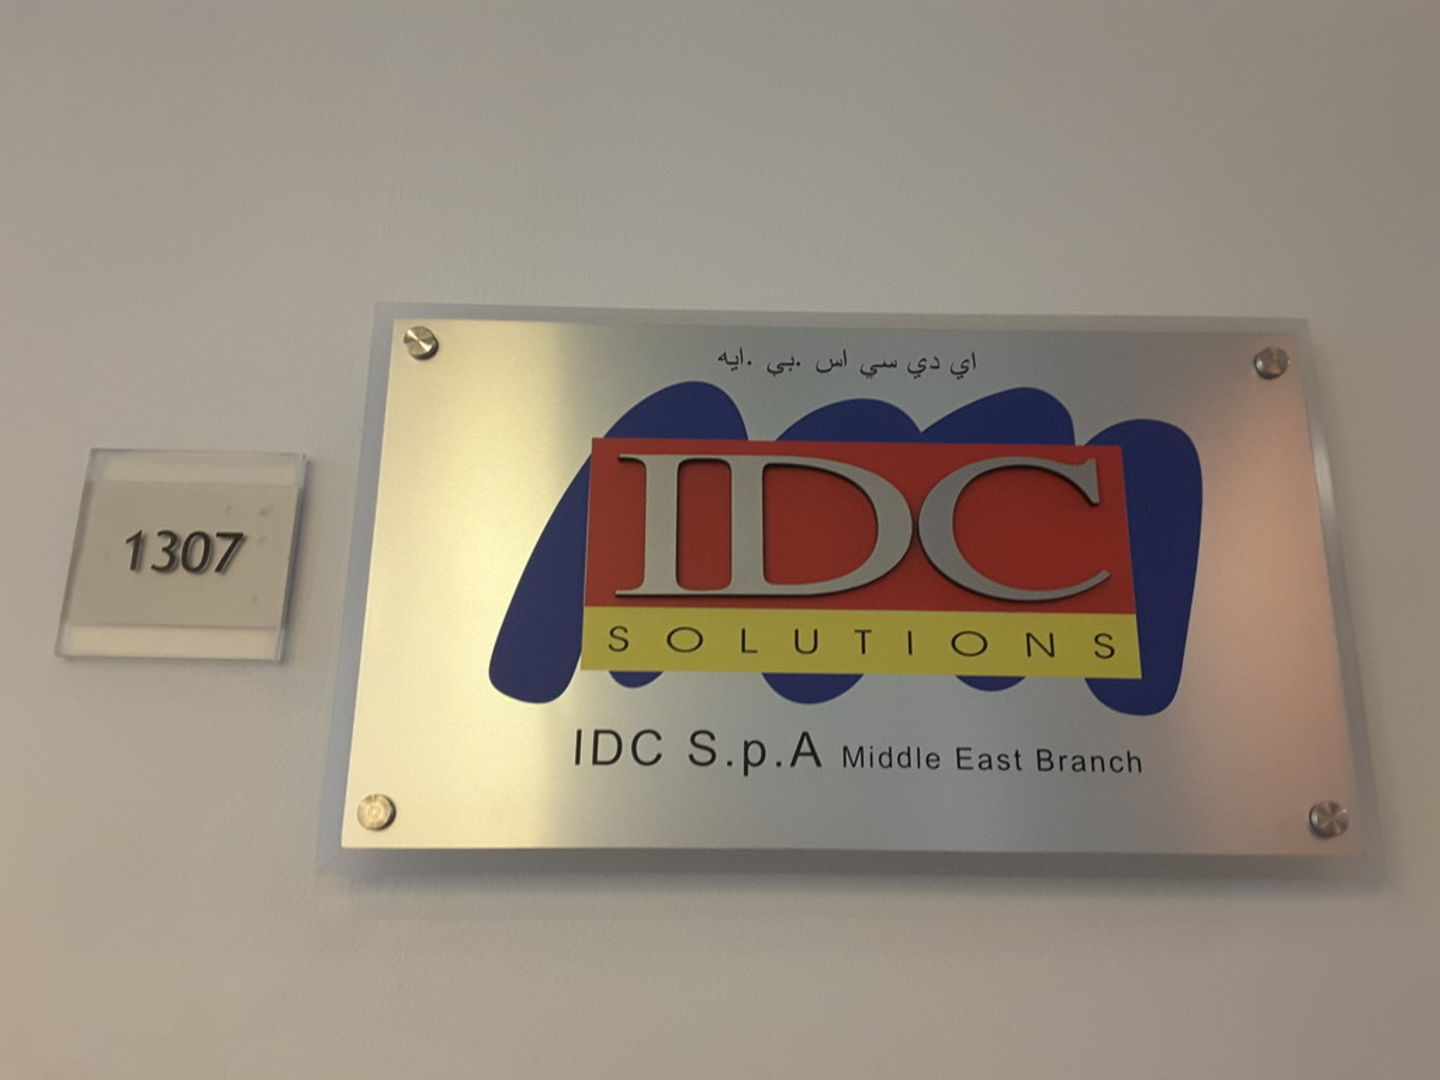 1307
اي دي سي اس .بي .ايه
IDC
SOLUTIONS
IDC S.p.A Middle East Branch